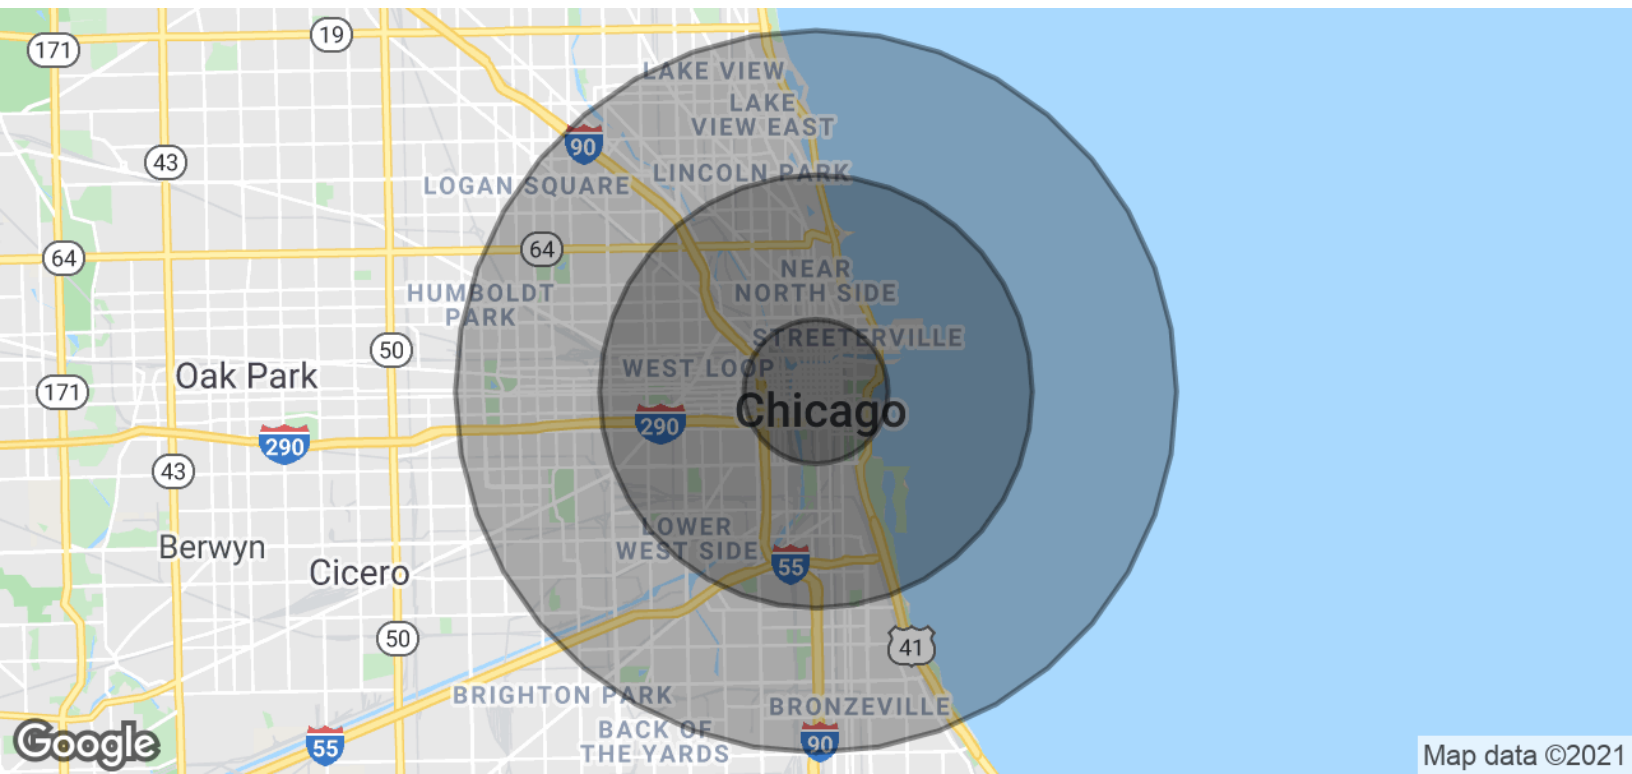 171
19
LAKE VIEW
LAKE
VIEW EAST
90
43
LOGAN SQUARE
LINCOLN PARK
64
64
NEAR
NORTH SIDE
HUMBOLDT
PARK
STREETERVILLE
50
WEST LOOP
Oak Park
171
Chicago
290
290
43
LOWER
WEST SIDE
Berwyn
55
Cicero
50
41
BRIGHTON PARK
BRONZEVILLE
BACK OF
THE YARDS
90
Google
55
Map data ©2021